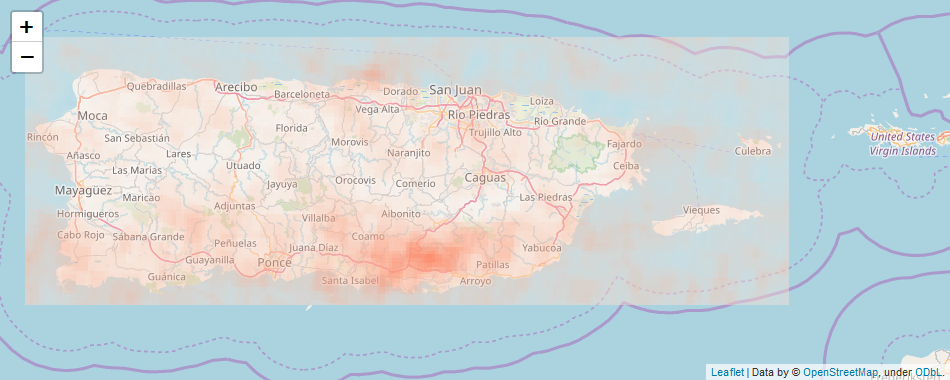 +
−
Quebradillas
Arecibo
Barceloneta
Dorado
San Juan
Loíza
Moca
Vega Alta
Río Piedras
Río Grande
Rincón
San Sebastián
Florida
Morovis
Trujillo Alto
Fajardo
United States
Virgin Islands
Añasco
Lares
Naranjito
Culebra
Las Marías
Utuado
Ceiba
Mayagüez
Maricao
Jayuya
Orocovis
Comerío
Caguas
Las Piedras
Hormigueros
Adjuntas
Villalba
Aibonito
Vieques
Cabo Rojo
Sábana Grande
Peñuelas
Juana Díaz
Coamo
Yabucoa
Guayanilla
Ponce
Patillas
Guánica
Santa Isabel
Arroyo
Leaflet | Data by © OpenStreetMap, under ODbL.